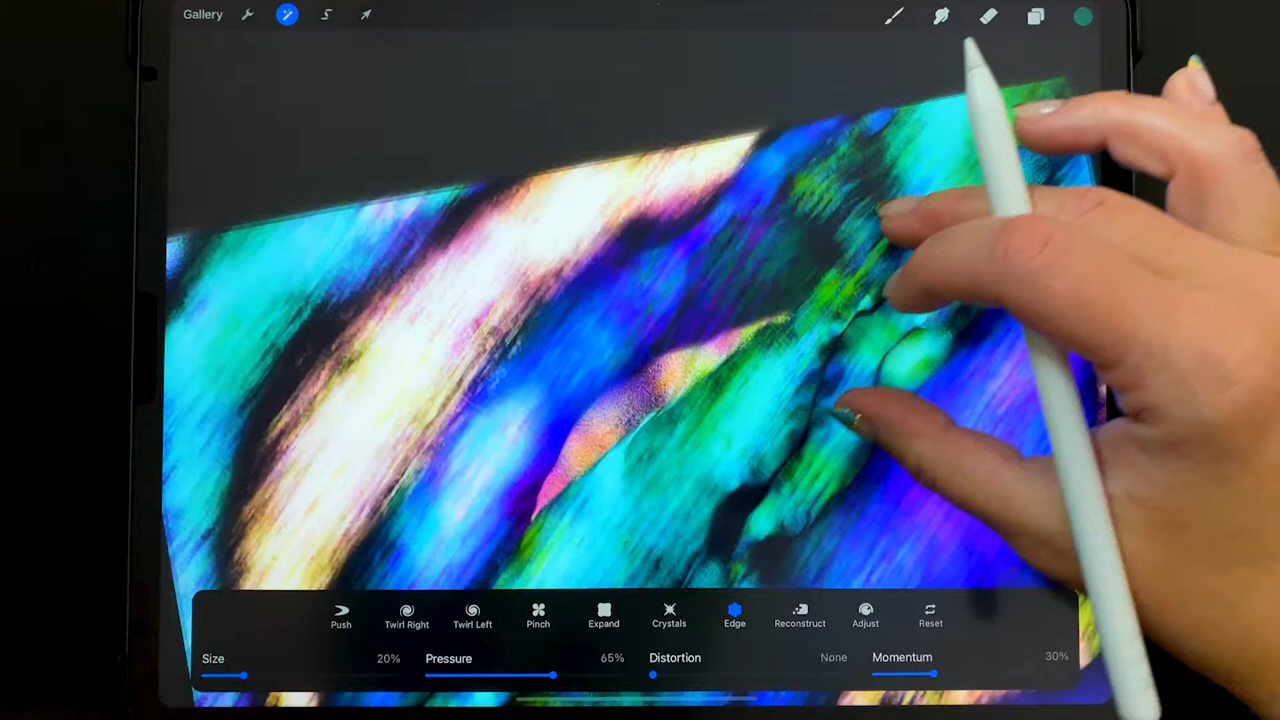 Gallery
Push Twirl Right Twirl Left Pinch Expand Crystals Edge Reconstruct Adjust Reset
Size 20% Pressure 65% Distortion None Momentum 30%